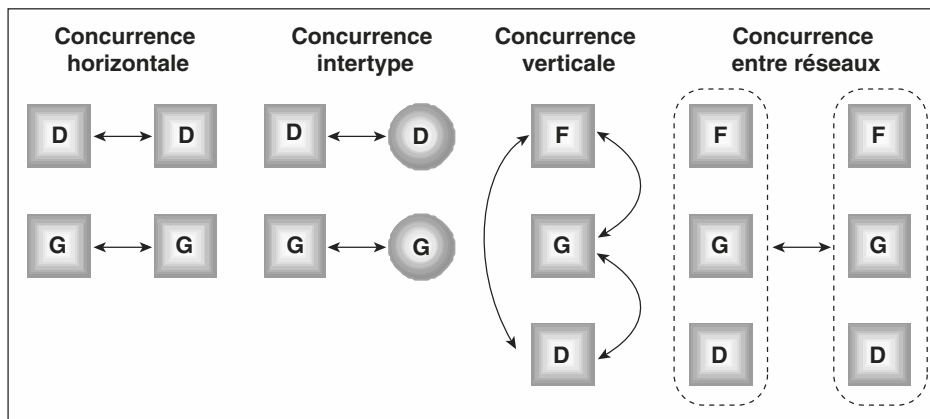 Concurrence
horizontale
Concurrence
intertype
Concurrence
verticale
Concurrence
entre réseaux
D D D D F F F
G G G G G G G
D D D